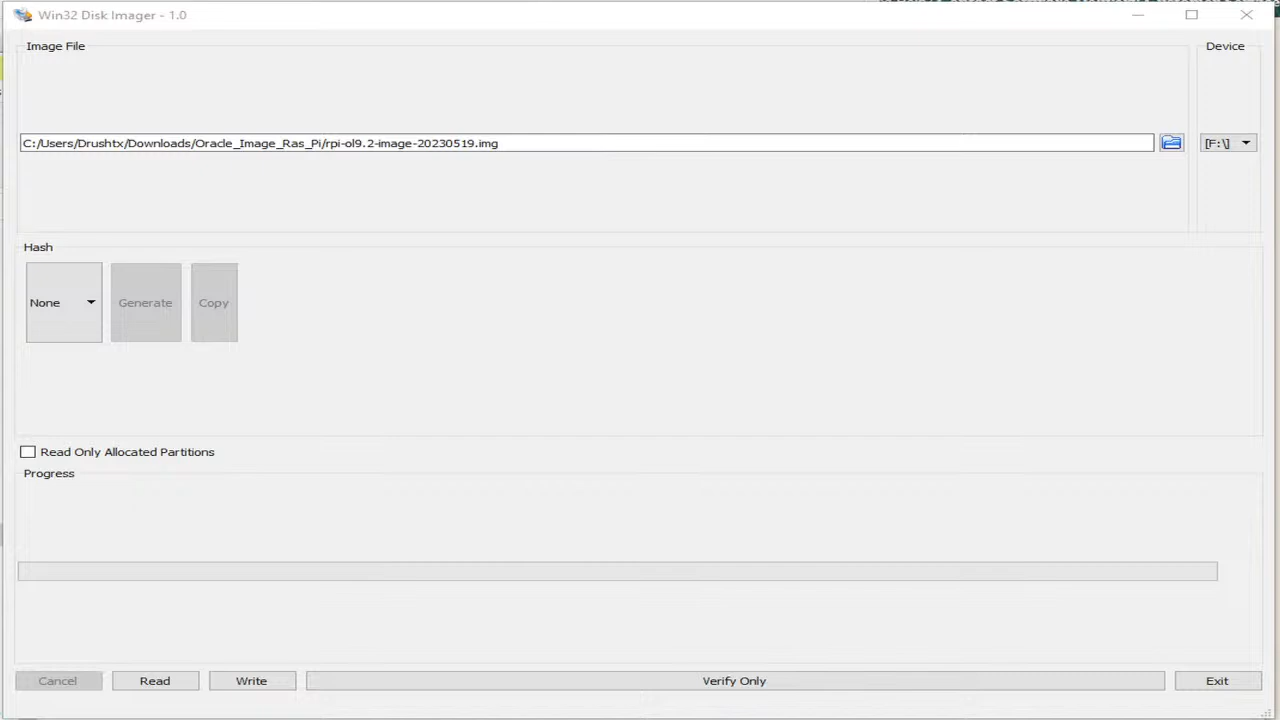 Win32 Disk Imager - 1.0
Image File
Device
C:/Users/Drushtx/Downloads/Oracle_Image_Ras_Pi/rpi-ol9.2-image-20230519.img
[F:\]
Hash
None
Generate
Copy
Read Only Allocated Partitions
Progress
Cancel
Read
Write
Verify Only
Exit